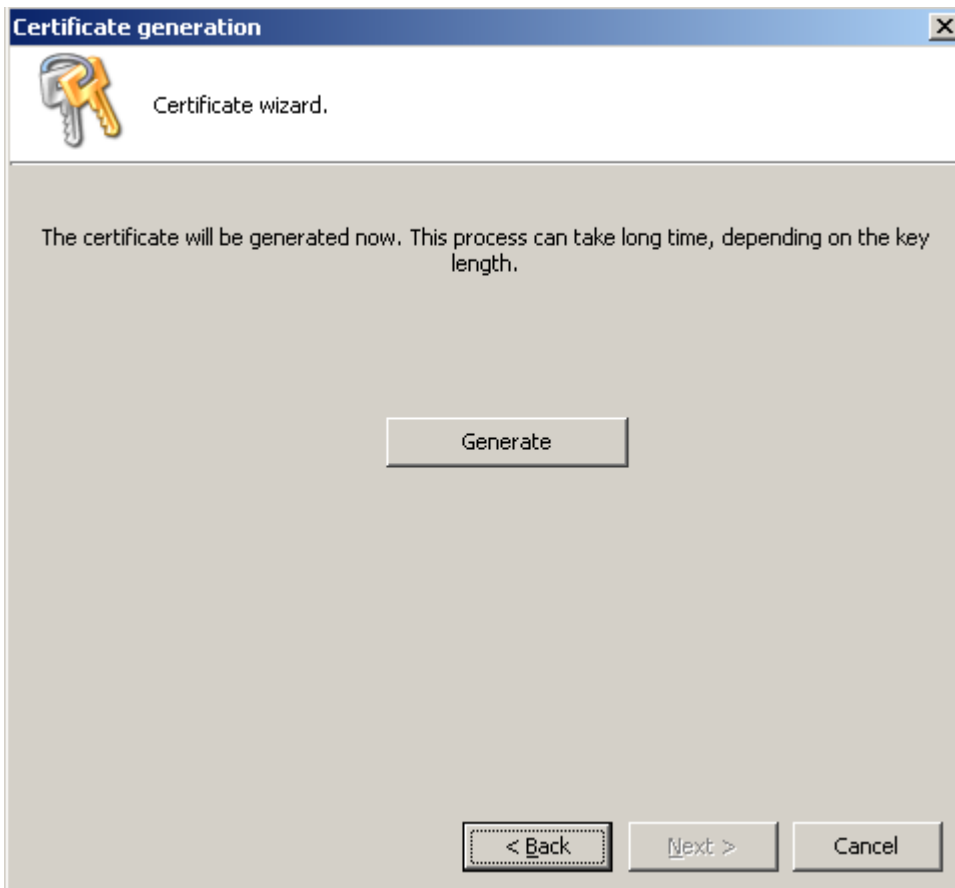 Certificate generation
Certificate wizard.
The certificate will be generated now. This process can take long time, depending on the key
length.
Generate
< Back
Next >
Cancel